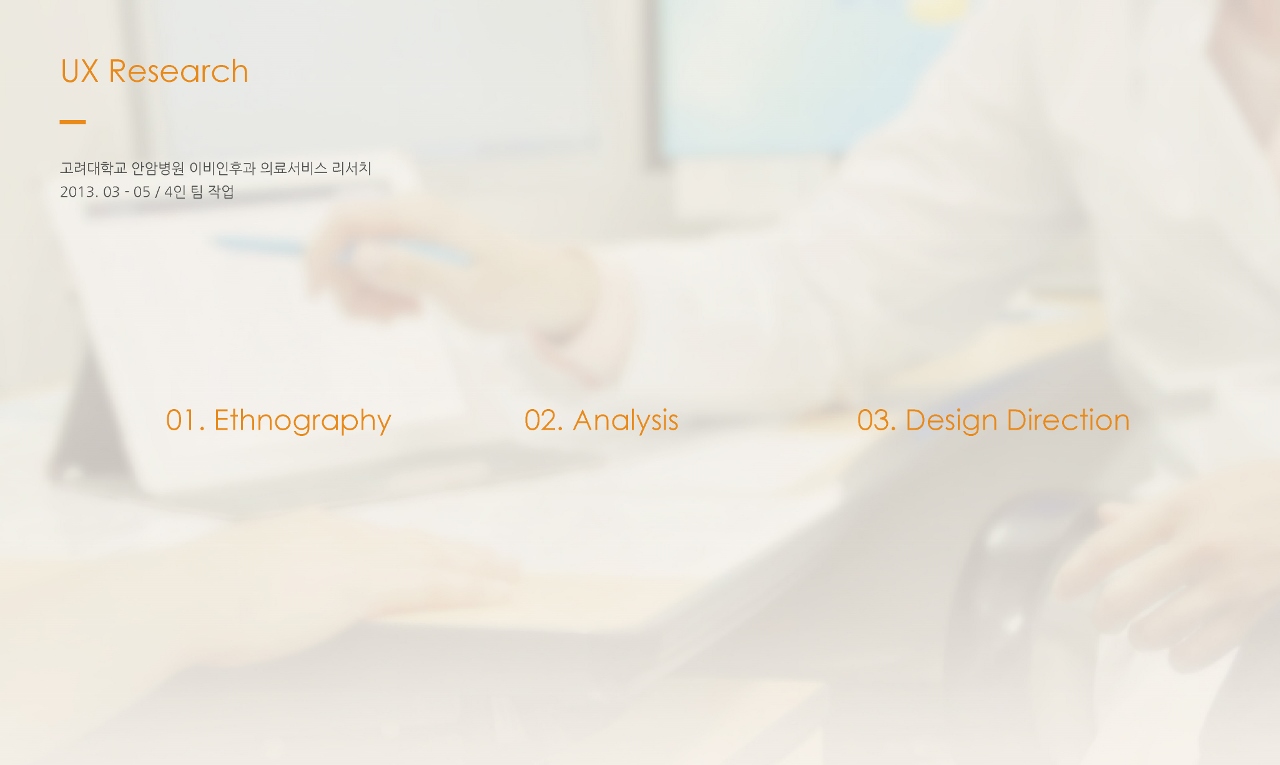 UX Research
고려대학교 안암병원 이비인후과 의료서비스 리서치
2013. 03 - 05 / 4인 팀 작업
01. Ethnography
02. Analysis
03. Design Direction